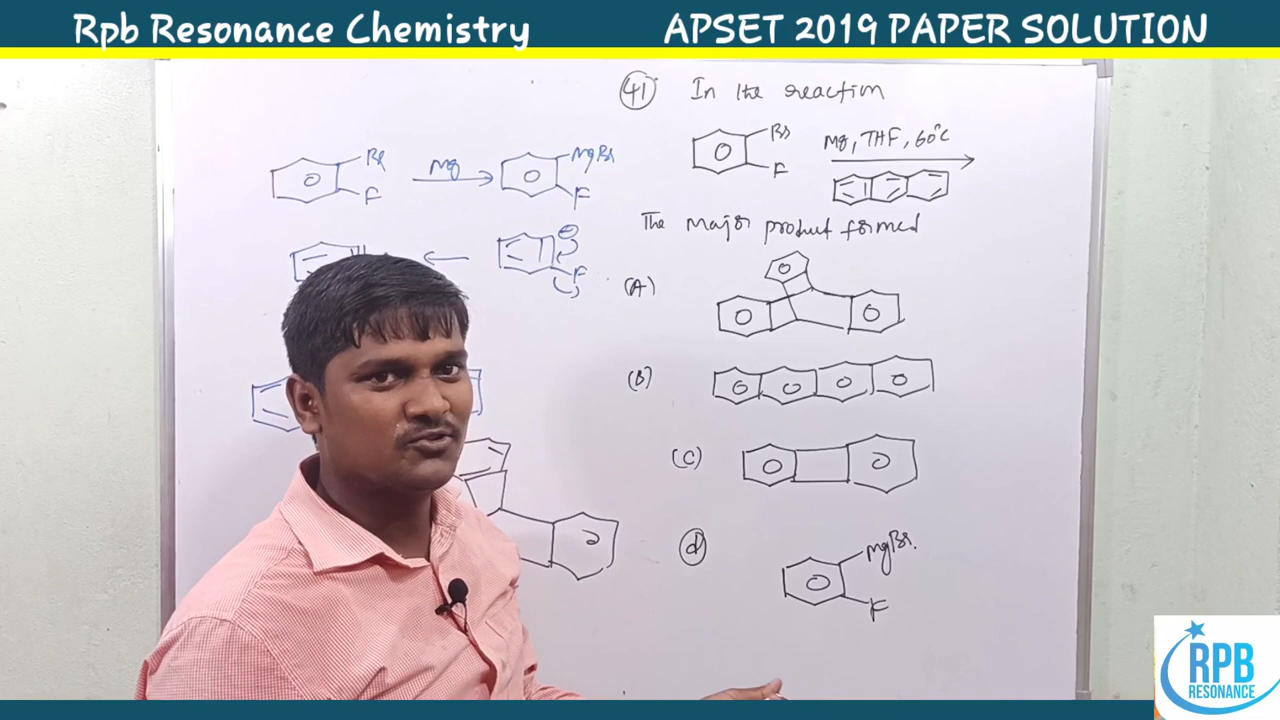 Rpb Resonance Chemistry
APSET 2019 PAPER SOLUTION
41 In the reaction
Br
F
Mg, THF, 60°C
The major product formed
(A)
(B)
(C)
(d)
MgBr.
F
Br
F
Mg
MgBr
F
F
RPB
RESONANCE